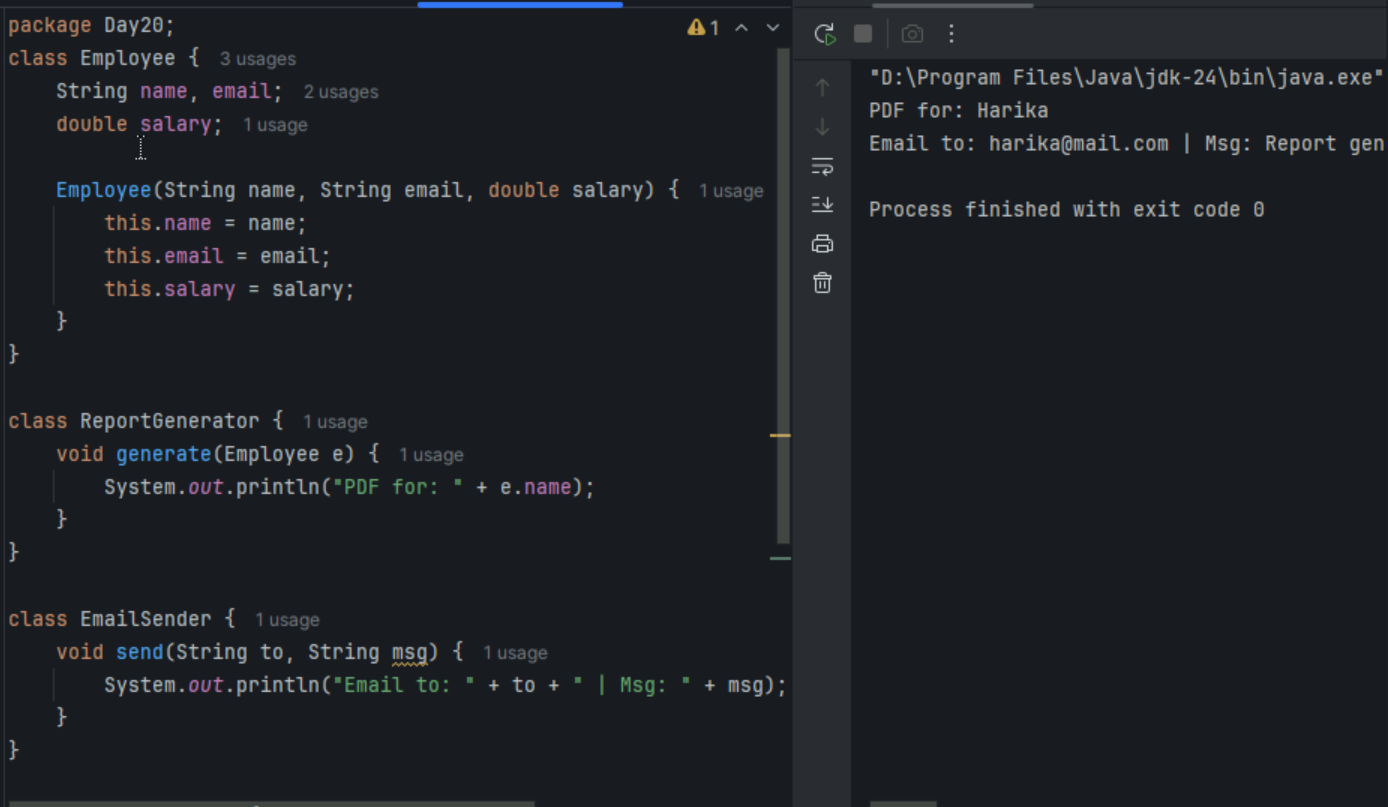 package Day20;
1
class Employee {  3 usages
    String name, email;  2 usages
    double salary;  1 usage
    Employee(String name, String email, double salary) {  1 usage
        this.name = name;
        this.email = email;
        this.salary = salary;
    }
}
class ReportGenerator {  1 usage
    void generate(Employee e) {  1 usage
        System.out.println("PDF for: " + e.name);
    }
}
class EmailSender {  1 usage
    void send(String to, String msg) {  1 usage
        System.out.println("Email to: " + to + " | Msg: " + msg);
    }
}
"D:\Program Files\Java\jdk-24\bin\java.exe"
PDF for: Harika
Email to: harika@mail.com | Msg: Report gen
Process finished with exit code 0